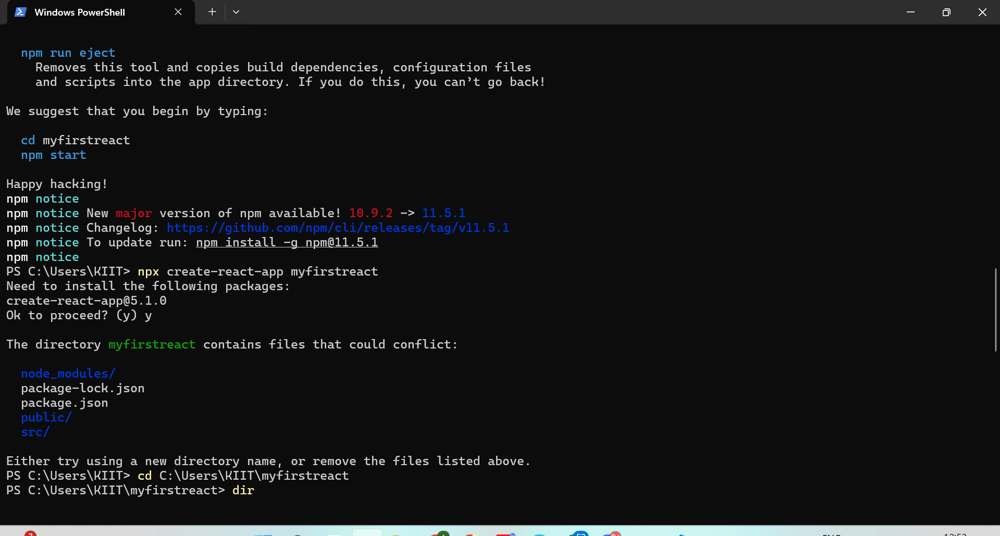 Windows PowerShell
npm run eject
Removes this tool and copies build dependencies, configuration files
and scripts into the app directory. If you do this, you can’t go back!
We suggest that you begin by typing:
cd myfirstreact
npm start
Happy hacking!
npm notice
npm notice New major version of npm available! 10.9.2 -> 11.5.1
npm notice Changelog: https://github.com/npm/cli/releases/tag/v11.5.1
npm notice To update run: npm install -g npm@11.5.1
npm notice
PS C:\Users\KIIT> npx create-react-app myfirstreact
Need to install the following packages:
create-react-app@5.1.0
Ok to proceed? (y) y
The directory myfirstreact contains files that could conflict:
node_modules/
package-lock.json
package.json
public/
src/
Either try using a new directory name, or remove the files listed above.
PS C:\Users\KIIT> cd C:\Users\KIIT\myfirstreact
PS C:\Users\KIIT\myfirstreact> dir